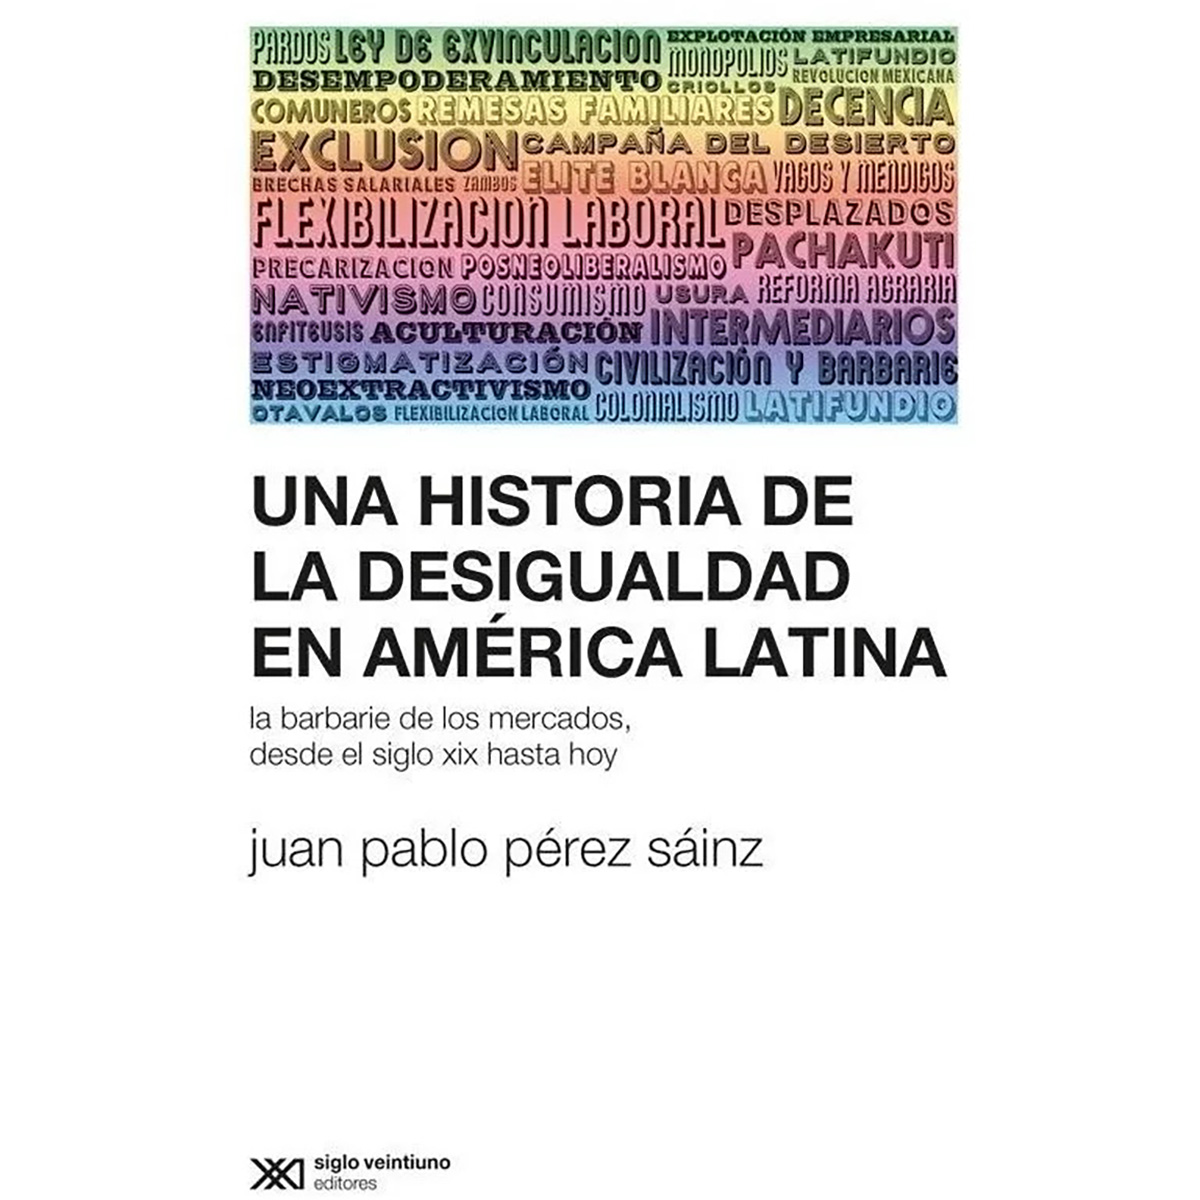 PARDOS LEY DE EXVINCULACION EXPLOTACIÓN EMPRESARIAL
MONOPOLIOS LATIFUNDIO
DESEMPODERAMIENTO CRIOLLOS REVOLUCION MEXICANA
COMUNEROS REMESAS FAMILIARES DECENCIA
EXCLUSION CAMPAÑA DEL DESIERTO
BRECHAS SALARIALES ZAMBOS ELITE BLANCA VAGOS Y MENDIGOS
FLEXIBILIZACION LABORAL DESPLAZADOS
PACHAKUTI
PRECARIZACION POSNEOLIBERALISMO
NATIVISMO CONSUMISMO USURA REFORMA AGRARIA
ENFITEUSIS ACULTURACIÓN INTERMEDIARIOS
ESTIGMATIZACIÓN CIVILIZACIÓN Y BARBARIE
NEOEXTRACTIVISMO
OTAVALOS FLEXIBILIZACION LABORAL COLONIALISMO LATIFUNDIO
UNA HISTORIA DE
LA DESIGUALDAD
EN AMÉRICA LATINA
la barbarie de los mercados,
desde el siglo xix hasta hoy
juan pablo pérez sáinz
siglo veintiuno
editores